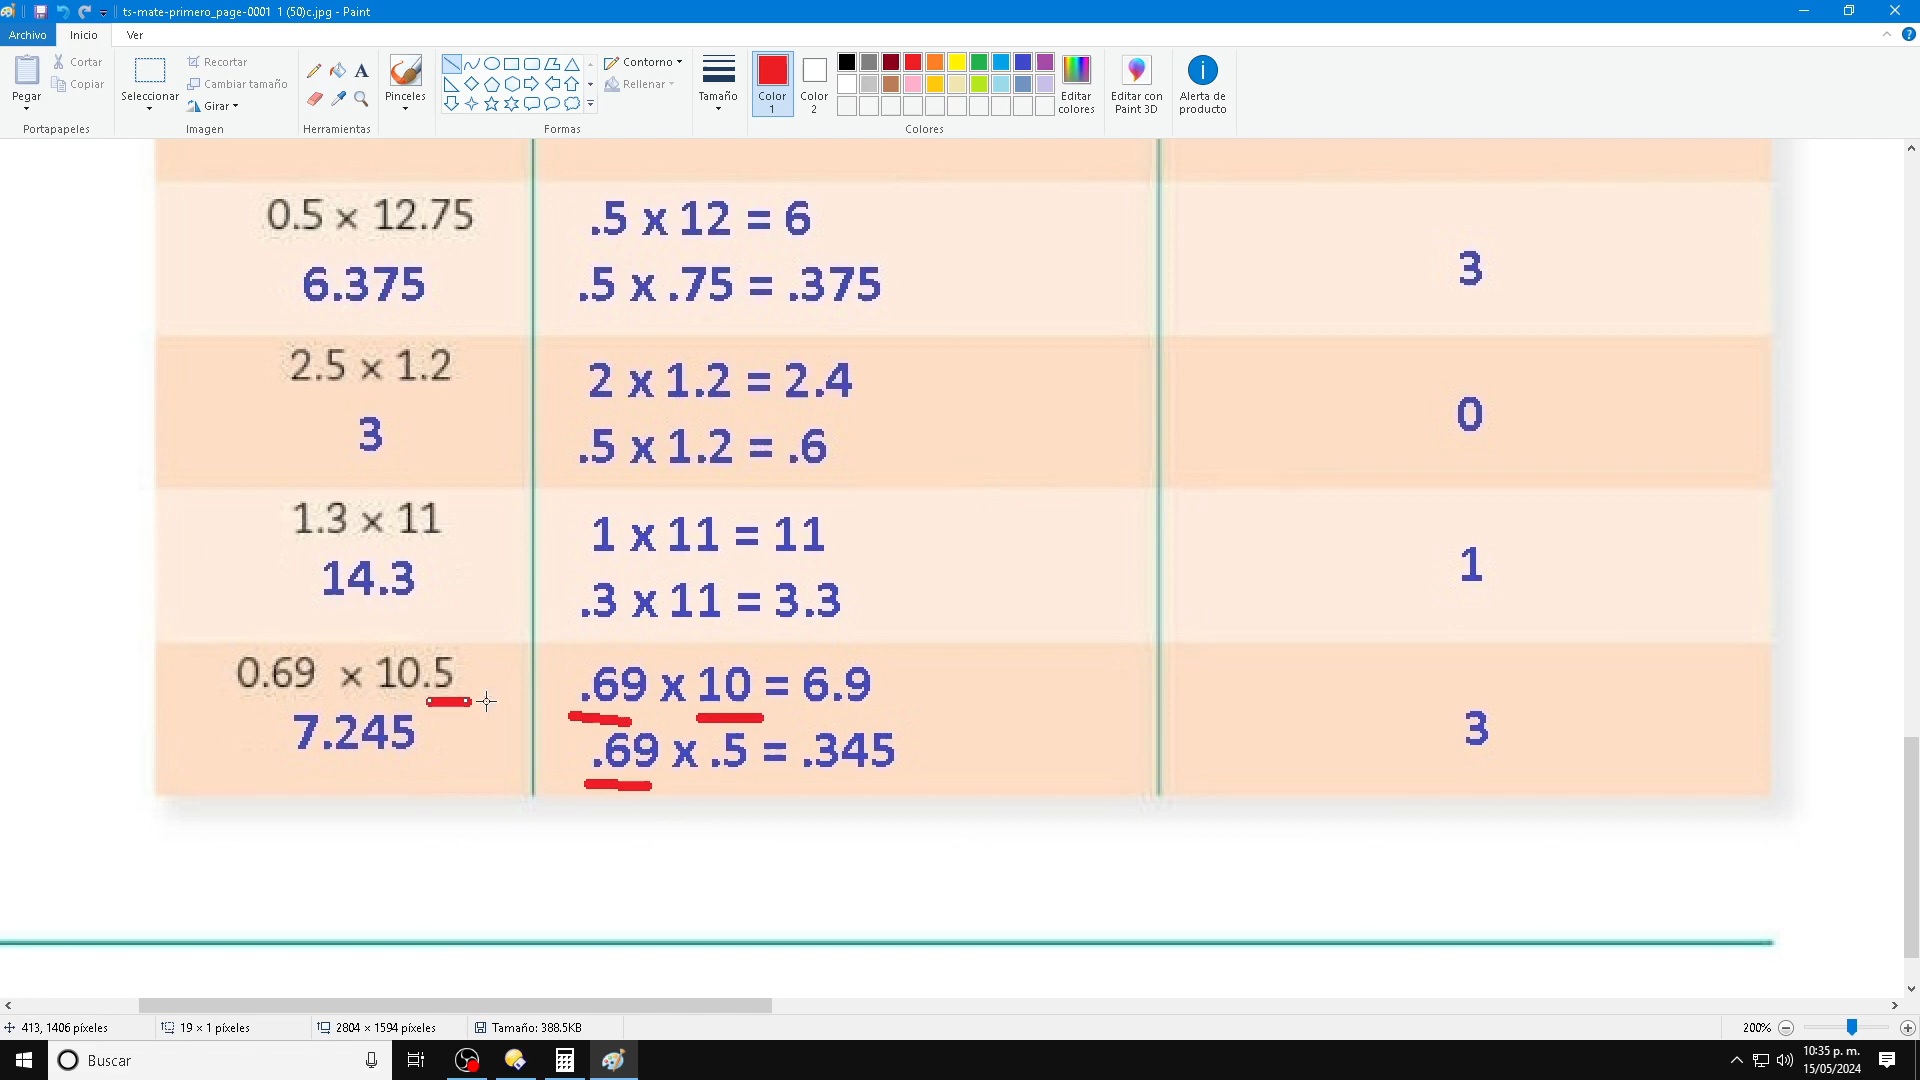 ts-mate-primero_page-0001 1 (50)c.jpg - Paint
Archivo Inicio Ver
Pegar
Cortar
Copiar
Portapapeles
Seleccionar
Recortar
Cambiar tamaño
Girar
Imagen
A
Herramientas
Pinceles
Contorno
Rellenar
Formas
Tamaño
Color 1
Color 2
Editar colores
Colores
Editar con Paint 3D
Alerta de producto
0.5 × 12.75
6.375
.5 x 12 = 6
.5 x .75 = .375
3
2.5 × 1.2
3
2 x 1.2 = 2.4
.5 x 1.2 = .6
0
1.3 × 11
14.3
1 x 11 = 11
.3 x 11 = 3.3
1
0.69 × 10.5
7.245
.69 x 10 = 6.9
.69 x .5 = .345
3
413, 1406 píxeles 19 × 1 píxeles 2804 × 1594 píxeles Tamaño: 388.5KB 200%
Buscar
10:35 p. m.
15/05/2024